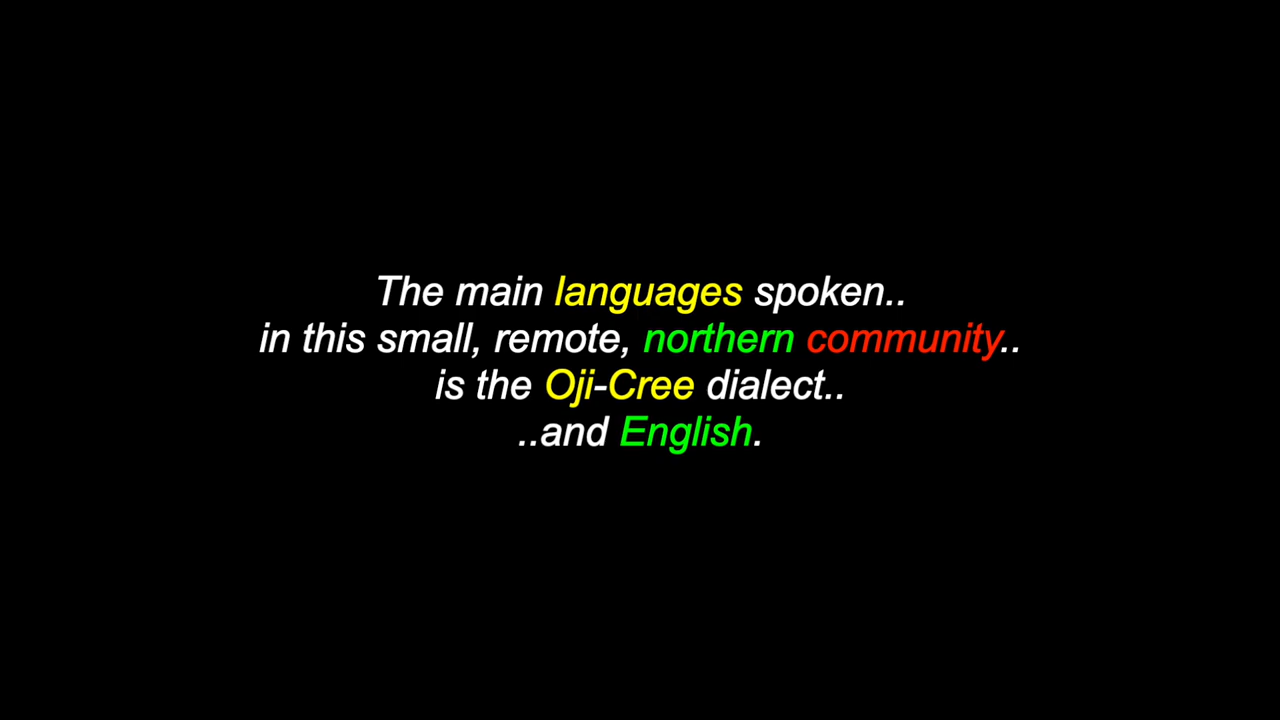 The main languages spoken..
in this small, remote, northern community..
is the Oji-Cree dialect..
..and English.